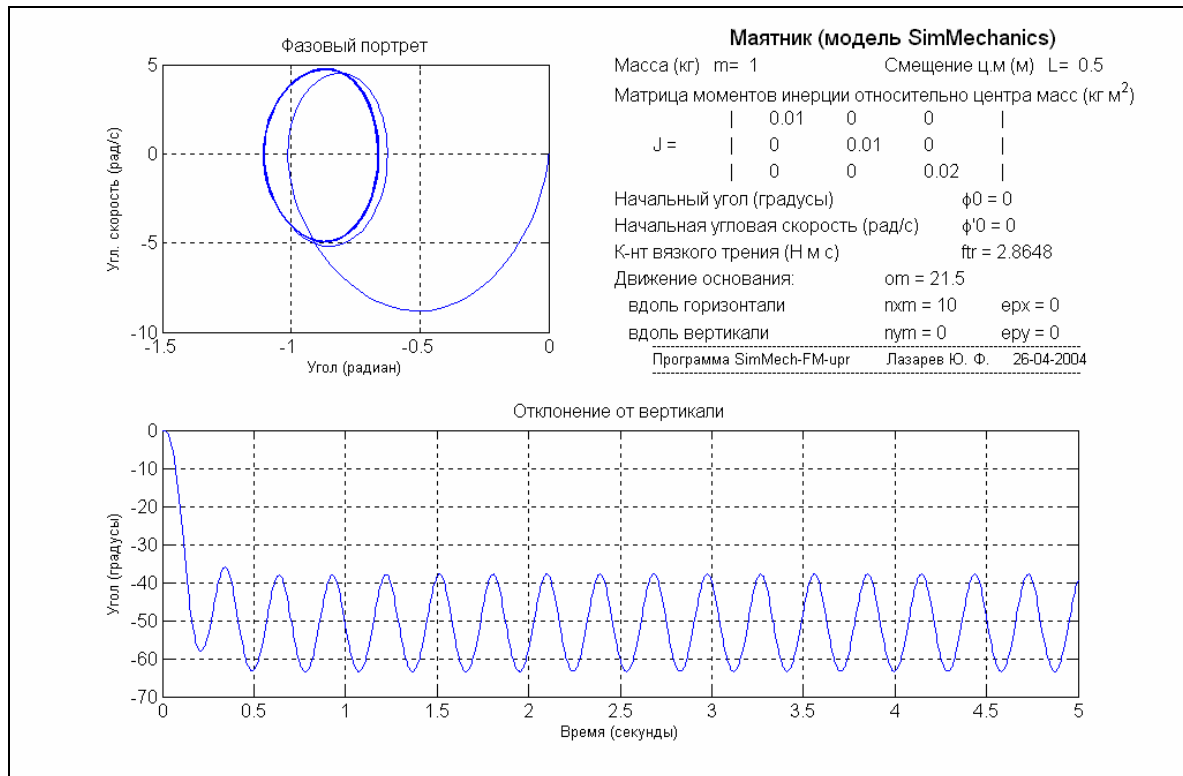 Фазовый портрет
5
0
-5
-10
-1.5
-1
-0.5
0
Угл. скорость (рад/с)
Угол (радиан)
Маятник (модель SimMechanics)
Масса (кг) m= 1 Смещение ц.м (м) L= 0.5
Матрица моментов инерции относительно центра масс (кг м²)
| 0.01 0 0 |
J = | 0 0.01 0 |
| 0 0 0.02 |
Начальный угол (градусы) ϕ0 = 0
Начальная угловая скорость (рад/с) ϕ'0 = 0
К-нт вязкого трения (Н м с) ftr = 2.8648
Движение основания: om = 21.5
вдоль горизонтали nxm = 10 epx = 0
вдоль вертикали nym = 0 epy = 0
Программа SimMech-FM-upr Лазарев Ю. Ф. 26-04-2004
Отклонение от вертикали
0
-10
-20
-30
-40
-50
-60
-70
0
0.5
1
1.5
2
2.5
3
3.5
4
4.5
5
Угол (градусы)
Время (секунды)